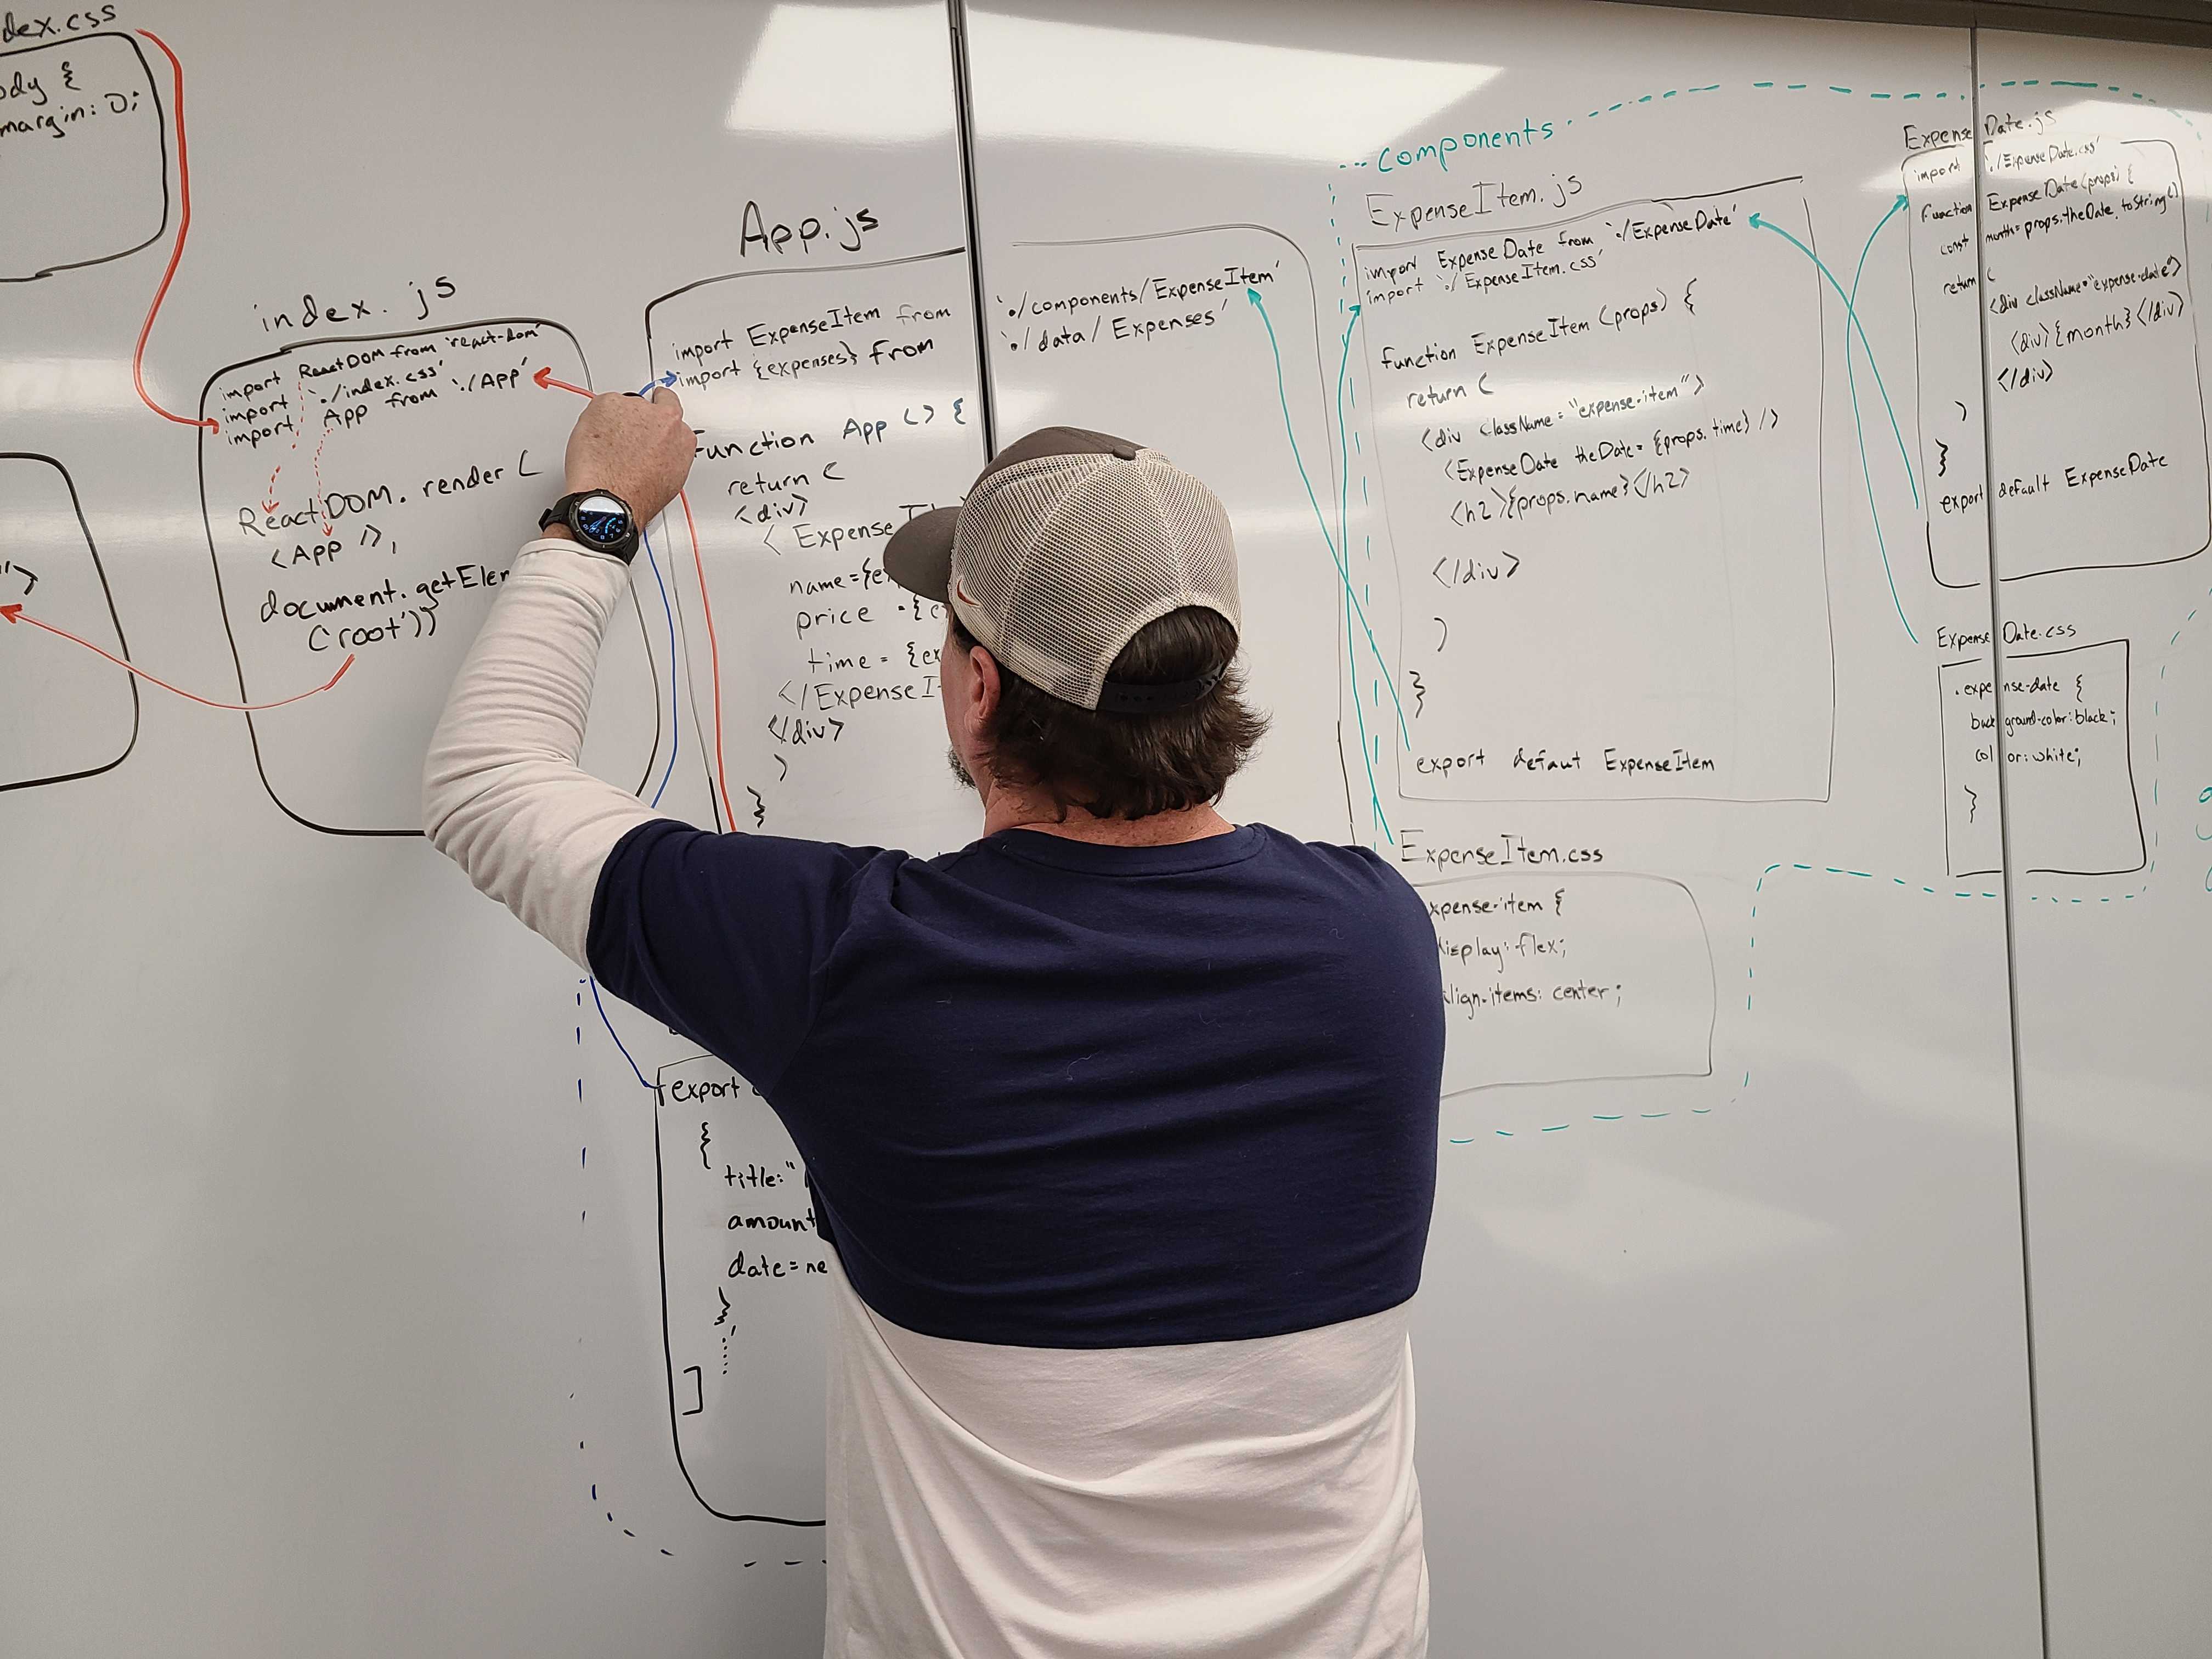 dex.css
ody {
margin: 0;
index. js
import ReactDOM from 'react-dom'
import './index.css'
import App from './App'
ReactDOM. render (
<App />,
document. getElem
('root'))
">
App.js
import ExpenseItem from './components/ExpenseItem'
import {expenses} from './data/Expenses'
function App () {
return (
<div>
< ExpenseIt
name={ex
price ={e
time = {ex
</ExpenseI
</div>
)
}
export
{
title: "
amount
date = ne
},
.....
]
components
ExpenseItem.js
import ExpenseDate from './ExpenseDate'
import './ExpenseItem.css'
function ExpenseItem (props) {
return (
<div className = "expense-item">
<ExpenseDate theDate = {props.time} />
<h2>{props.name}</h2>
</div>
)
}
export defaut ExpenseItem
ExpenseItem.css
xpense-item {
display: flex;
align-items: center;
ExpenseDate.js
import './ExpenseDate.css'
function ExpenseDate(props) {
const month = props.theDate.toString()
return (
<div className="expense-date">
<div>{month}</div>
</div>
)
}
export default ExpenseDate
ExpenseDate.css
.expense-date {
background-color: black;
color: white;
}